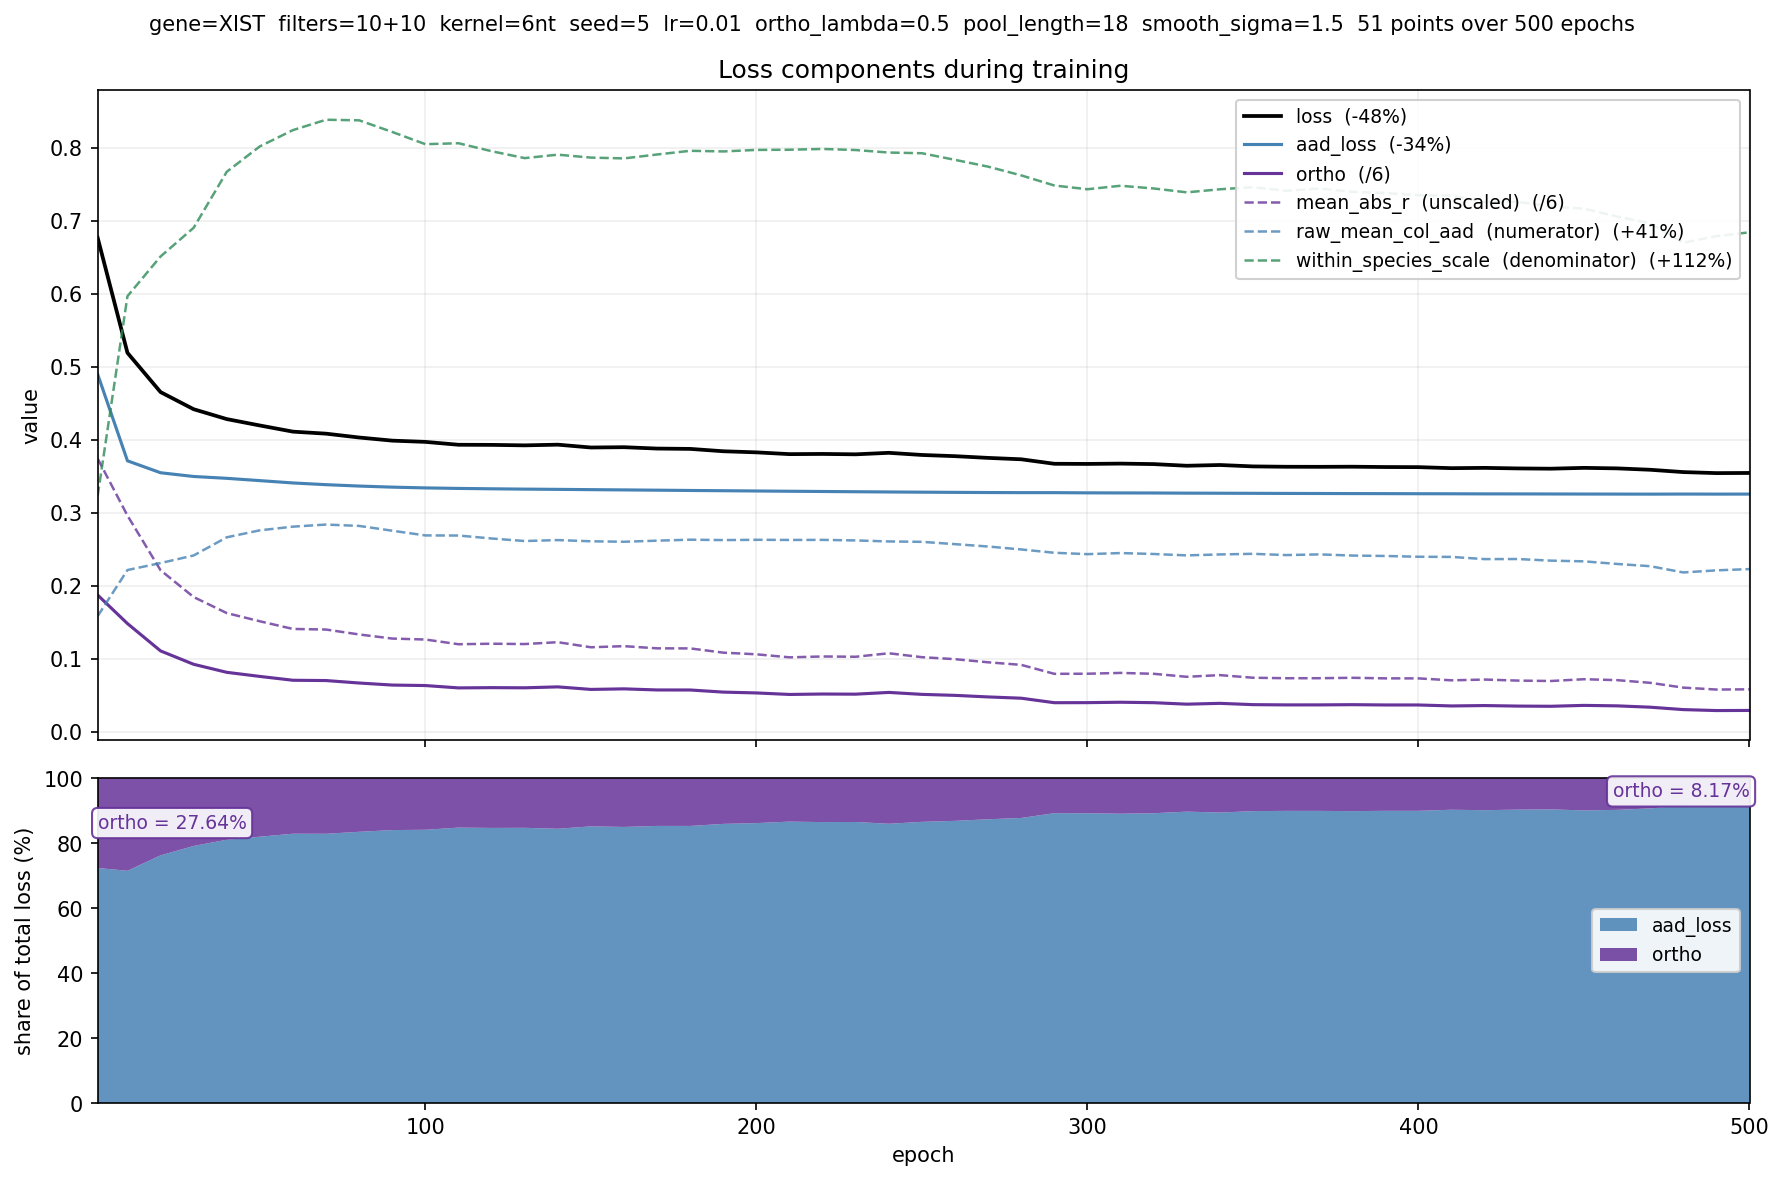 gene=XIST  filters=10+10  kernel=6nt  seed=5  lr=0.01  ortho_lambda=0.5  pool_length=18  smooth_sigma=1.5  51 points over 500 epochs
Loss components during training
loss  (-48%)
aad_loss  (-34%)
ortho  (/6)
mean_abs_r  (unscaled)  (/6)
raw_mean_col_aad  (numerator)  (+41%)
within_species_scale  (denominator)  (+112%)
value
0.8
0.7
0.6
0.5
0.4
0.3
0.2
0.1
0.0
share of total loss (%)
100
80
60
40
20
0
ortho = 27.64%
ortho = 8.17%
aad_loss
ortho
100
200
300
400
500
epoch